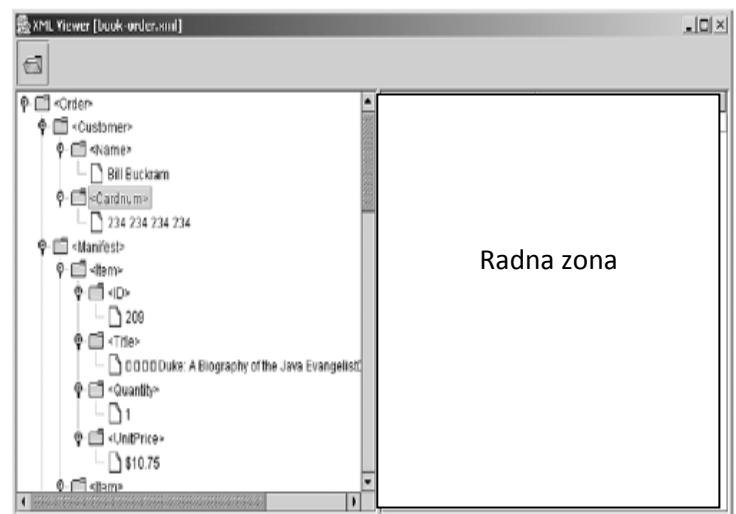 XML Viewer [book-order.xml]
<Order>
<Customer>
<Name>
Bill Buckram
<Cardnum>
234 234 234 234
<Manifest>
<Item>
<ID>
209
<Title>
Duke: A Biography of the Java Evangelist
<Quantity>
1
<UnitPrice>
$10.75
<Item>
Radna zona